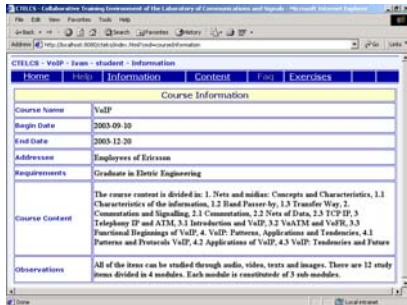 CTELCS - Collaborative Training Environment of the Laboratory of Communications and Signals - Microsoft Internet Explorer
File Edit View Favorites Tools Help
Back Search Favorites History
Address Go Links
CTELCS - VoIP - Ivan - student - Information
Home Help Information Content Faq Exercises
Course Information
Course Name VoIP
Begin Date 2003-09-10
End Date 2003-12-20
Addressee Employees of Ericsson
Requirements Graduate in Eletric Engineering
The course content is divided in: 1. Nets and midias: Concepts and Characteristics, 1.1
Characteristics of the information, 1.2 Band Passer-by, 1.3 Transfer Way, 2.
Commutation and Signalling, 2.1 Commutation, 2.2 Nets of Data, 2.3 TCP IP, 3
Course Content Telephony IP and ATM, 3.1 Introduction and VoIP, 3.2 VoATM and VoFR, 3.3
Functional Beginnings of VoIP, 4. VoIP: Patterns, Applications and Tendencies, 4.1
Patterns and Protocols VoIP, 4.2 Applications of VoIP, 4.3 VoIP: Tendencies and Future
Observations All of the items can be studied through audio, video, texts and images. There are 12 study
items divided in 4 modules. Each module is constitutedc of 3 sub-modules.
Done Local intranet